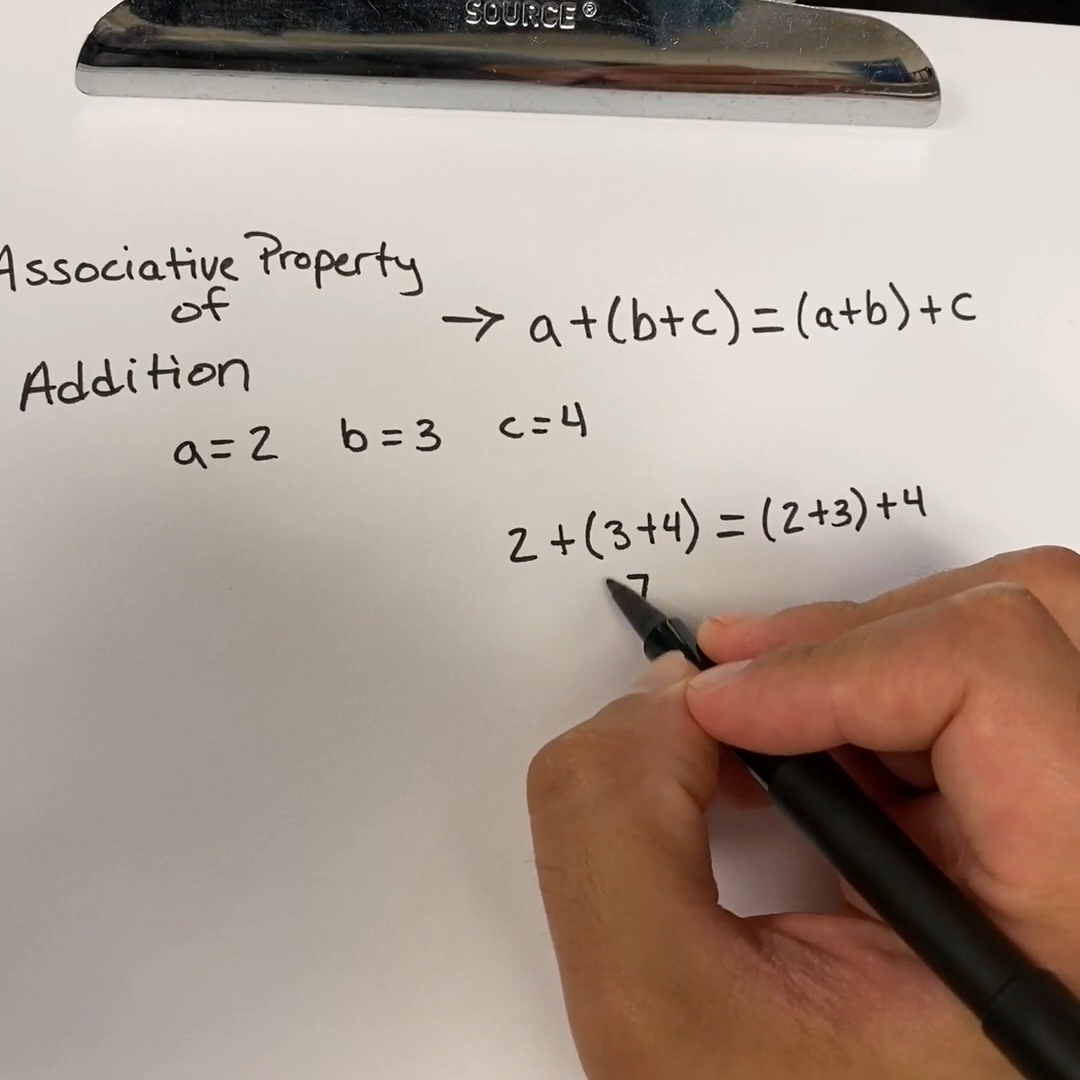 SOURCE®
Associative Property
of
Addition
→ a+(b+c)=(a+b)+c
a=2 b=3 c=4
2+(3+4)=(2+3)+4
7